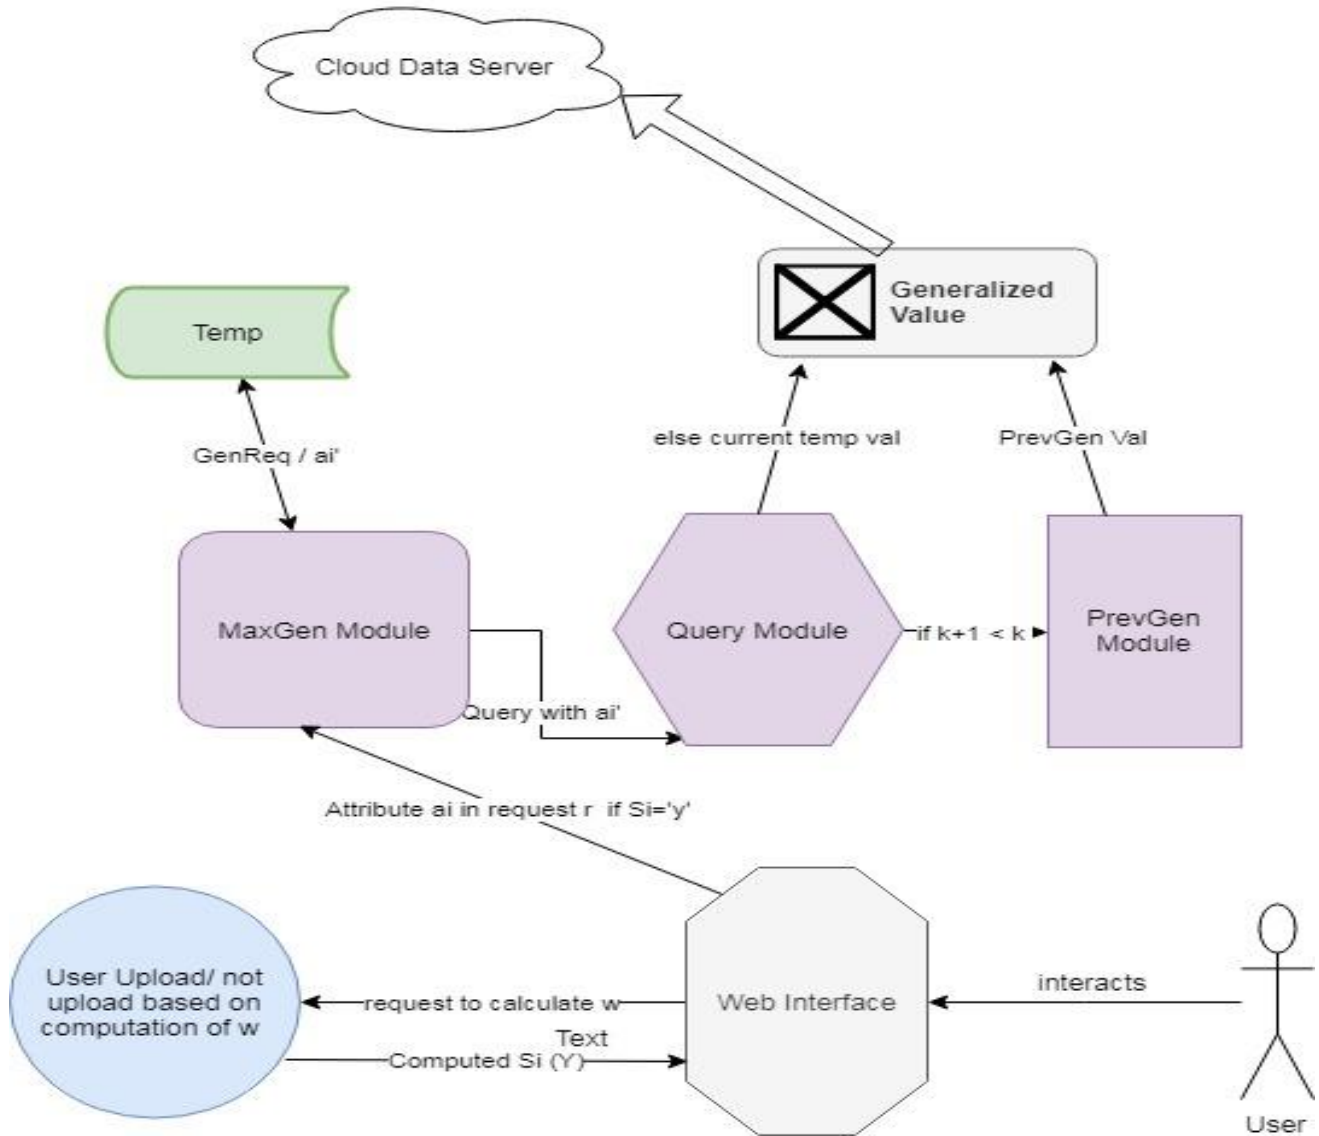 Cloud Data Server
Generalized
Value
Temp
else current temp val
PrevGen Val
GenReq / ai'
MaxGen Module
Query Module
if k+1 < k
PrevGen
Module
Query with ai'
Attribute ai in request r  if Si='y'
User Upload/ not
upload based on
computation of w
request to calculate w
Text
Computed Si (Y)
Web Interface
interacts
User